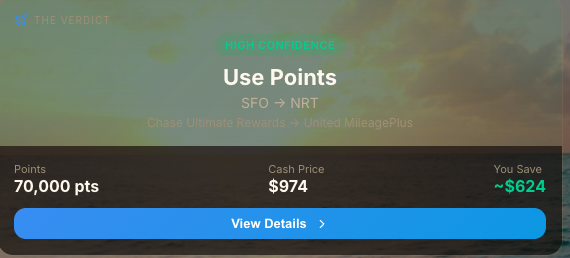 THE VERDICT
HIGH CONFIDENCE
Use Points
SFO → NRT
Chase Ultimate Rewards → United MileagePlus
Points Cash Price You Save
70,000 pts $974 ~$624
View Details >